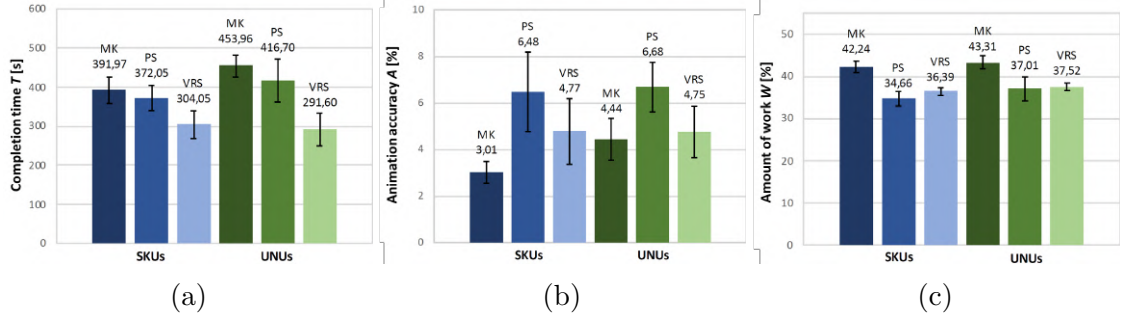 Completion time T [s]
600
500
400
300
200
100
0
MK
391,97
PS
372,05
VRS
304,05
MK
453,96
PS
416,70
VRS
291,60
SKUs
UNUs
(a)
Animation accuracy A [%]
10
8
6
4
2
0
MK
3,01
PS
6,48
VRS
4,77
MK
4,44
PS
6,68
VRS
4,75
SKUs
UNUs
(b)
Amount of work W [%]
50
40
30
20
10
0
MK
42,24
PS
34,66
VRS
36,39
MK
43,31
PS
37,01
VRS
37,52
SKUs
UNUs
(c)